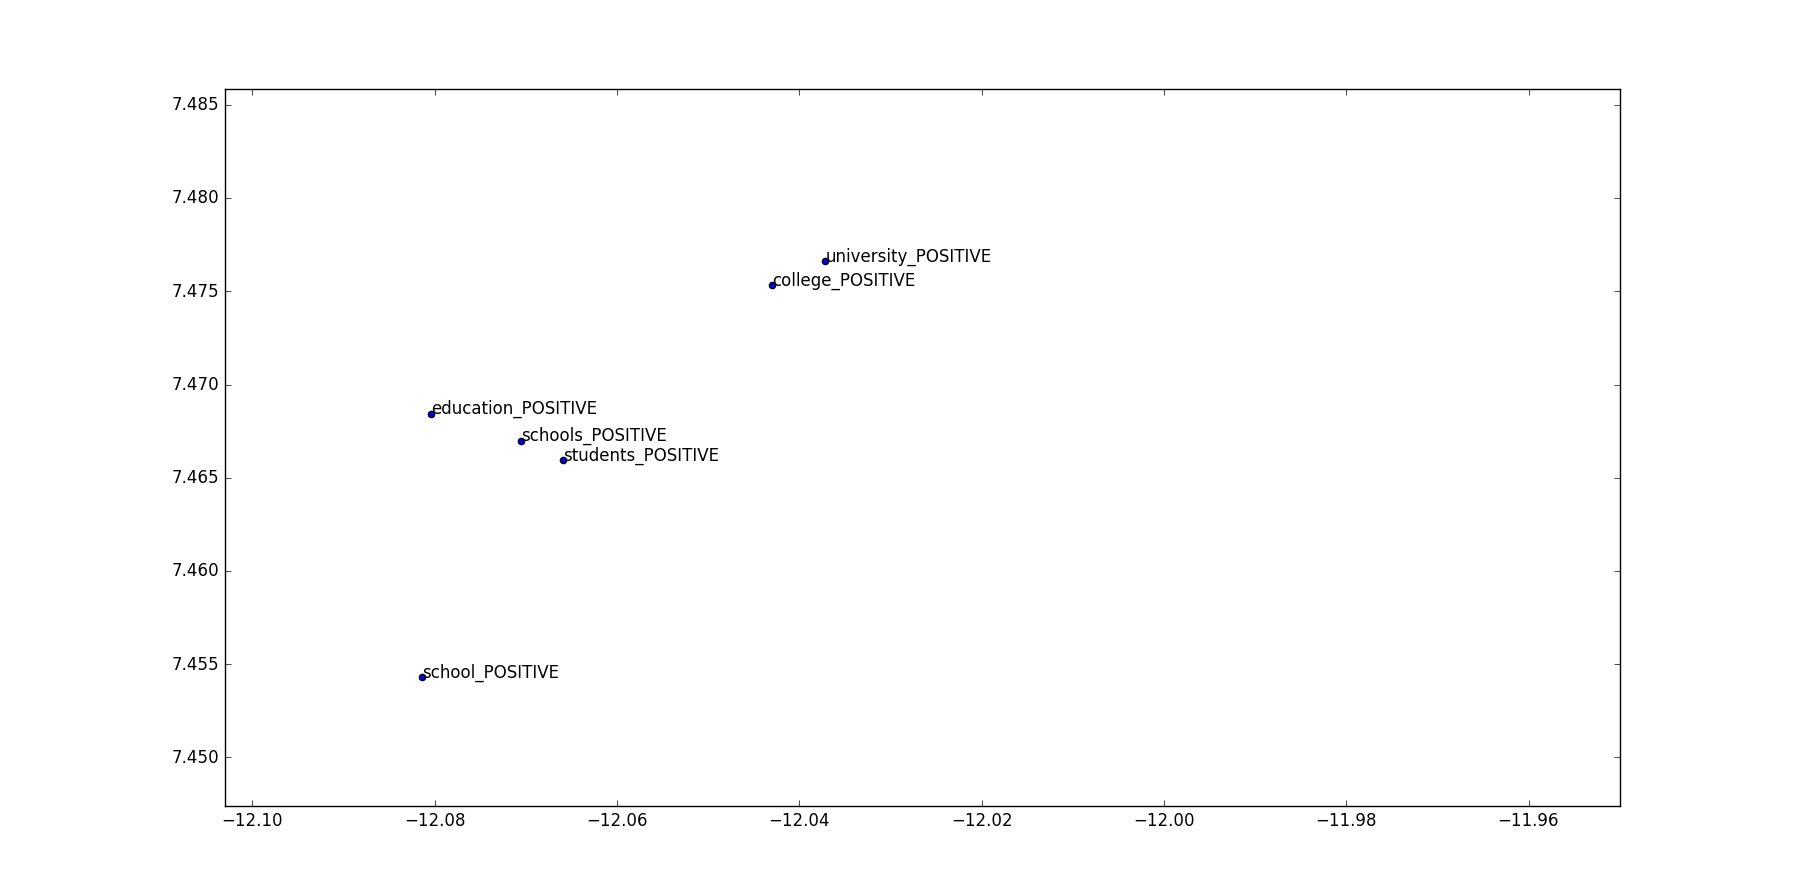 7.485
7.480
university_POSITIVE
college_POSITIVE
7.475
7.470
education_POSITIVE
schools_POSITIVE
students_POSITIVE
7.465
7.460
school_POSITIVE
7.455
7.450
−12.10 −12.08 −12.06 −12.04 −12.02 −12.00 −11.98 −11.96